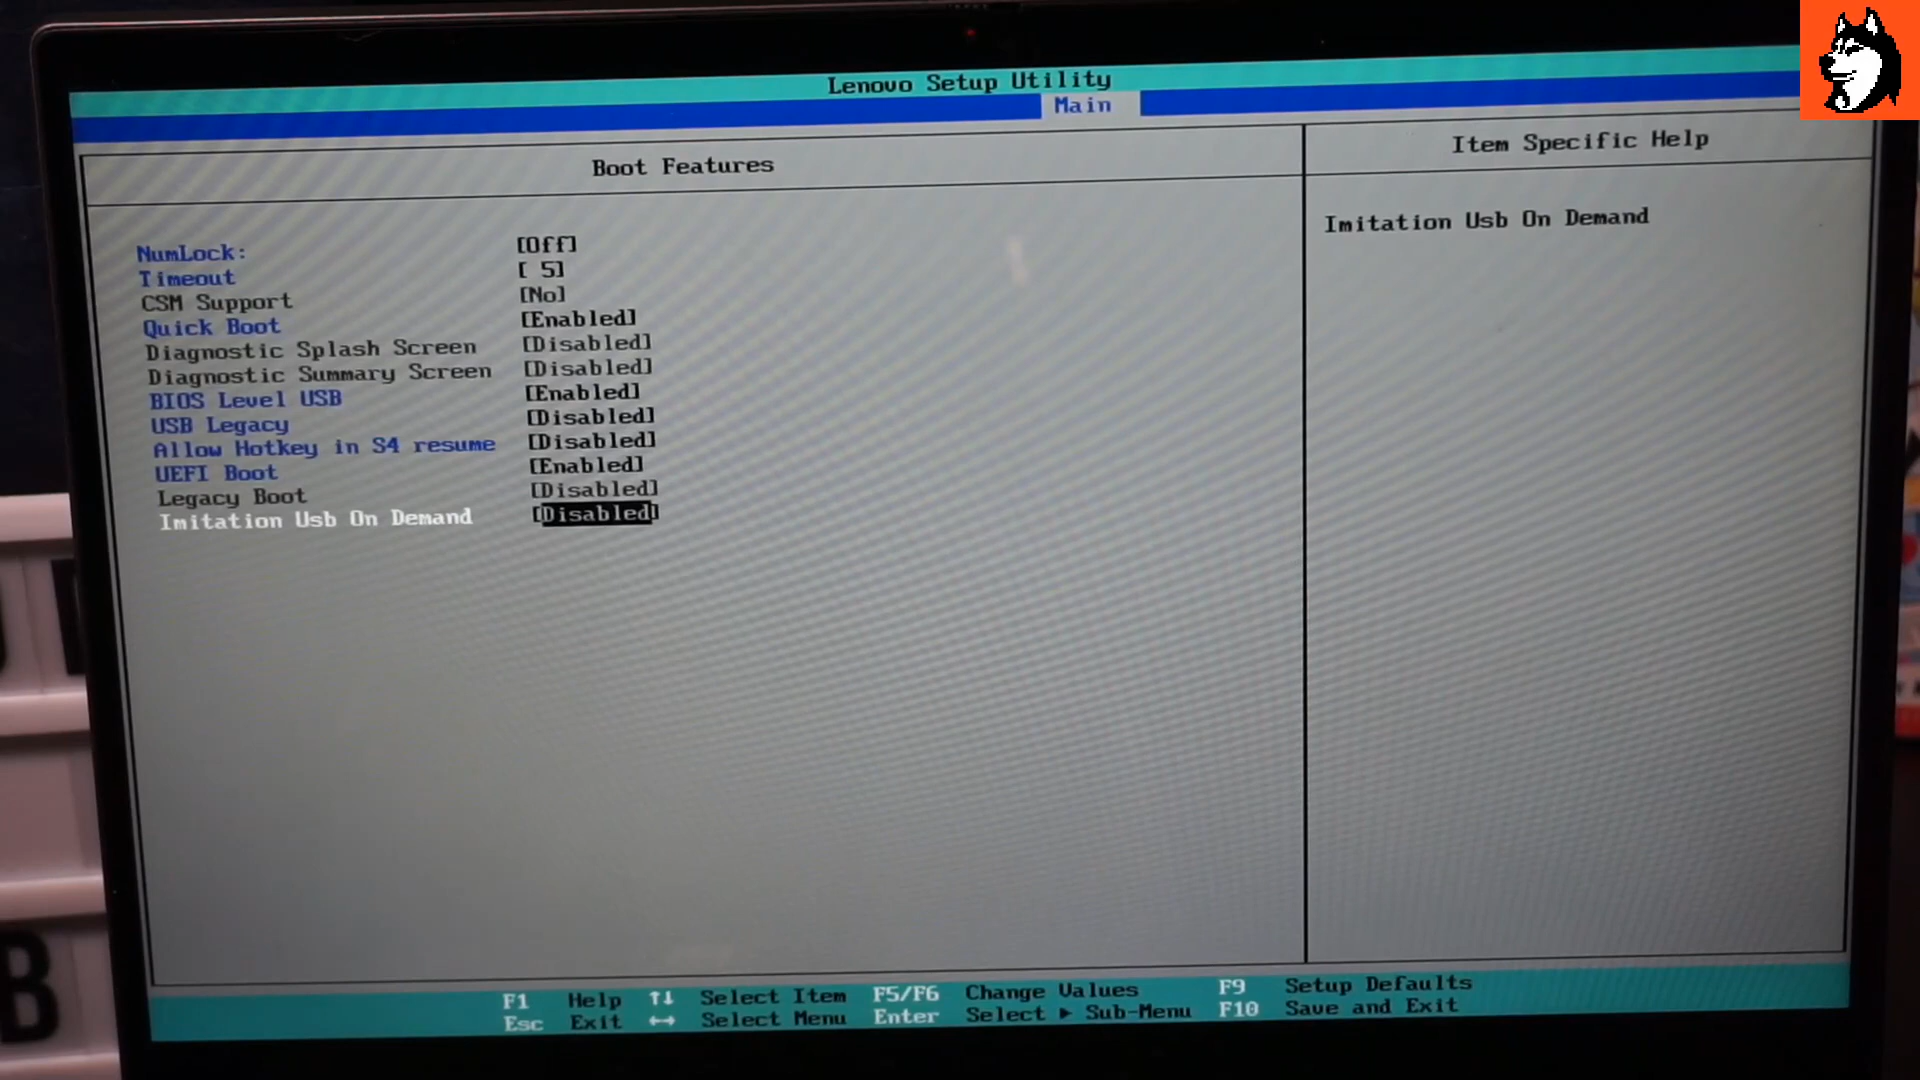 Lenovo Setup Utility
Main
Boot Features
Item Specific Help
NumLock: [Off]
Timeout [ 5]
CSM Support [No]
Quick Boot [Enabled]
Diagnostic Splash Screen [Disabled]
Diagnostic Summary Screen [Disabled]
BIOS Level USB [Enabled]
USB Legacy [Disabled]
Allow Hotkey in S4 resume [Disabled]
UEFI Boot [Enabled]
Legacy Boot [Disabled]
Imitation Usb On Demand [Disabled]
Imitation Usb On Demand
F1 Help ↑↓ Select Item F5/F6 Change Values F9 Setup Defaults
Esc Exit ←→ Select Menu Enter Select ▶ Sub-Menu F10 Save and Exit
B